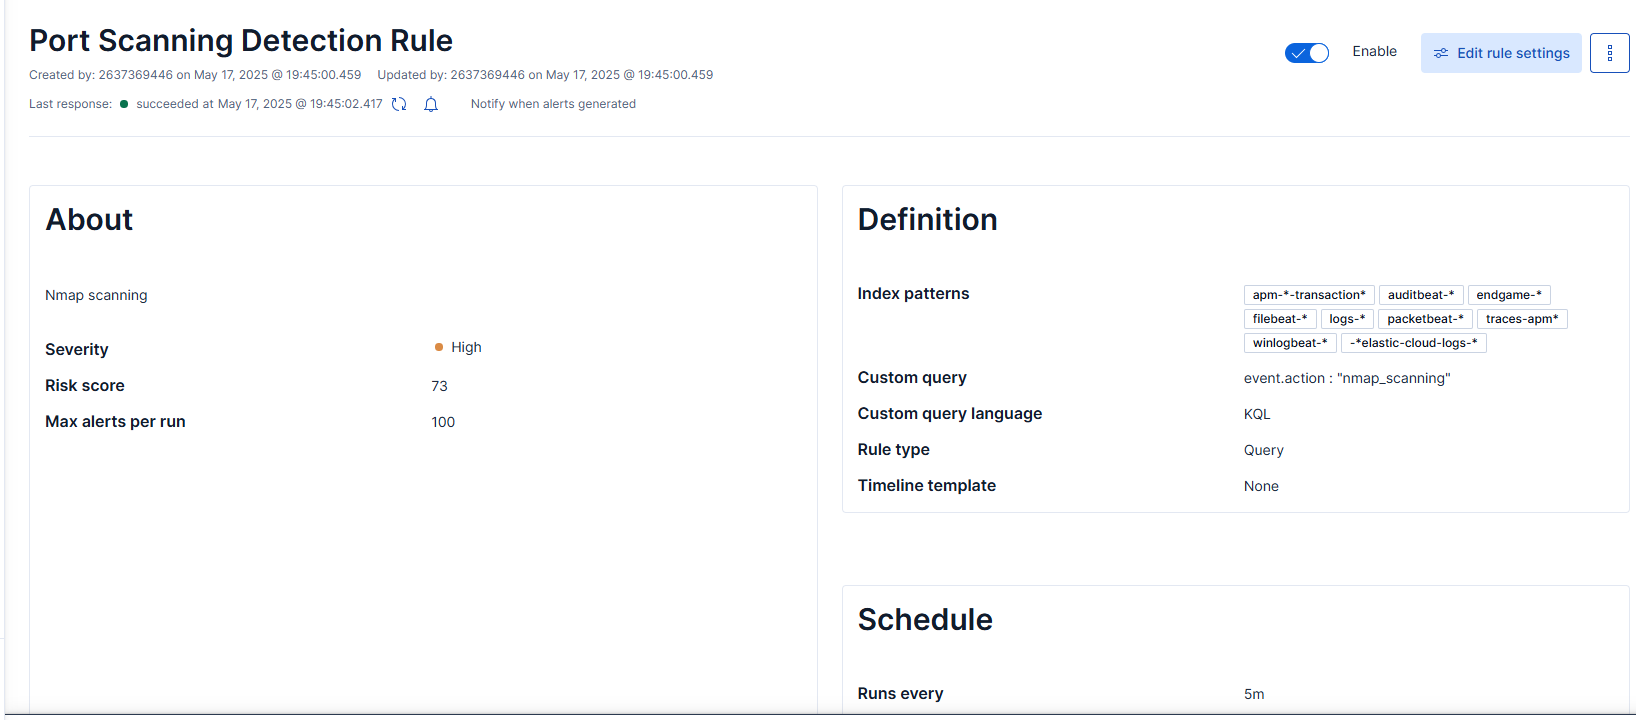 Port Scanning Detection Rule
Enable
Edit rule settings
Created by: 2637369446 on May 17, 2025 @ 19:45:00.459 Updated by: 2637369446 on May 17, 2025 @ 19:45:00.459
Last response: succeeded at May 17, 2025 @ 19:45:02.417 Notify when alerts generated
About
Nmap scanning
Severity High
Risk score 73
Max alerts per run 100
Definition
Index patterns apm-*-transaction* auditbeat-* endgame-*
filebeat-* logs-* packetbeat-* traces-apm*
winlogbeat-* -*elastic-cloud-logs-*
Custom query event.action : "nmap_scanning"
Custom query language KQL
Rule type Query
Timeline template None
Schedule
Runs every 5m